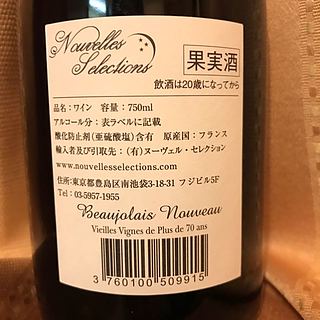 Nouvelles
Selections
果実酒
飲酒は20歳になってから
品名：ワイン 容量：750ml
アルコール分：表ラベルに記載
酸化防止剤（亜硫酸塩）含有 原産国：フランス
輸入者及び引取先：（有）ヌーヴェル・セレクション
www.nouvellesselections.com
住所：東京都豊島区南池袋3-18-31 フジビル5F
Tel：03-5957-1955
Beaujolais Nouveau
Vieilles Vignes de Plus de 70 ans
3 760100 509915